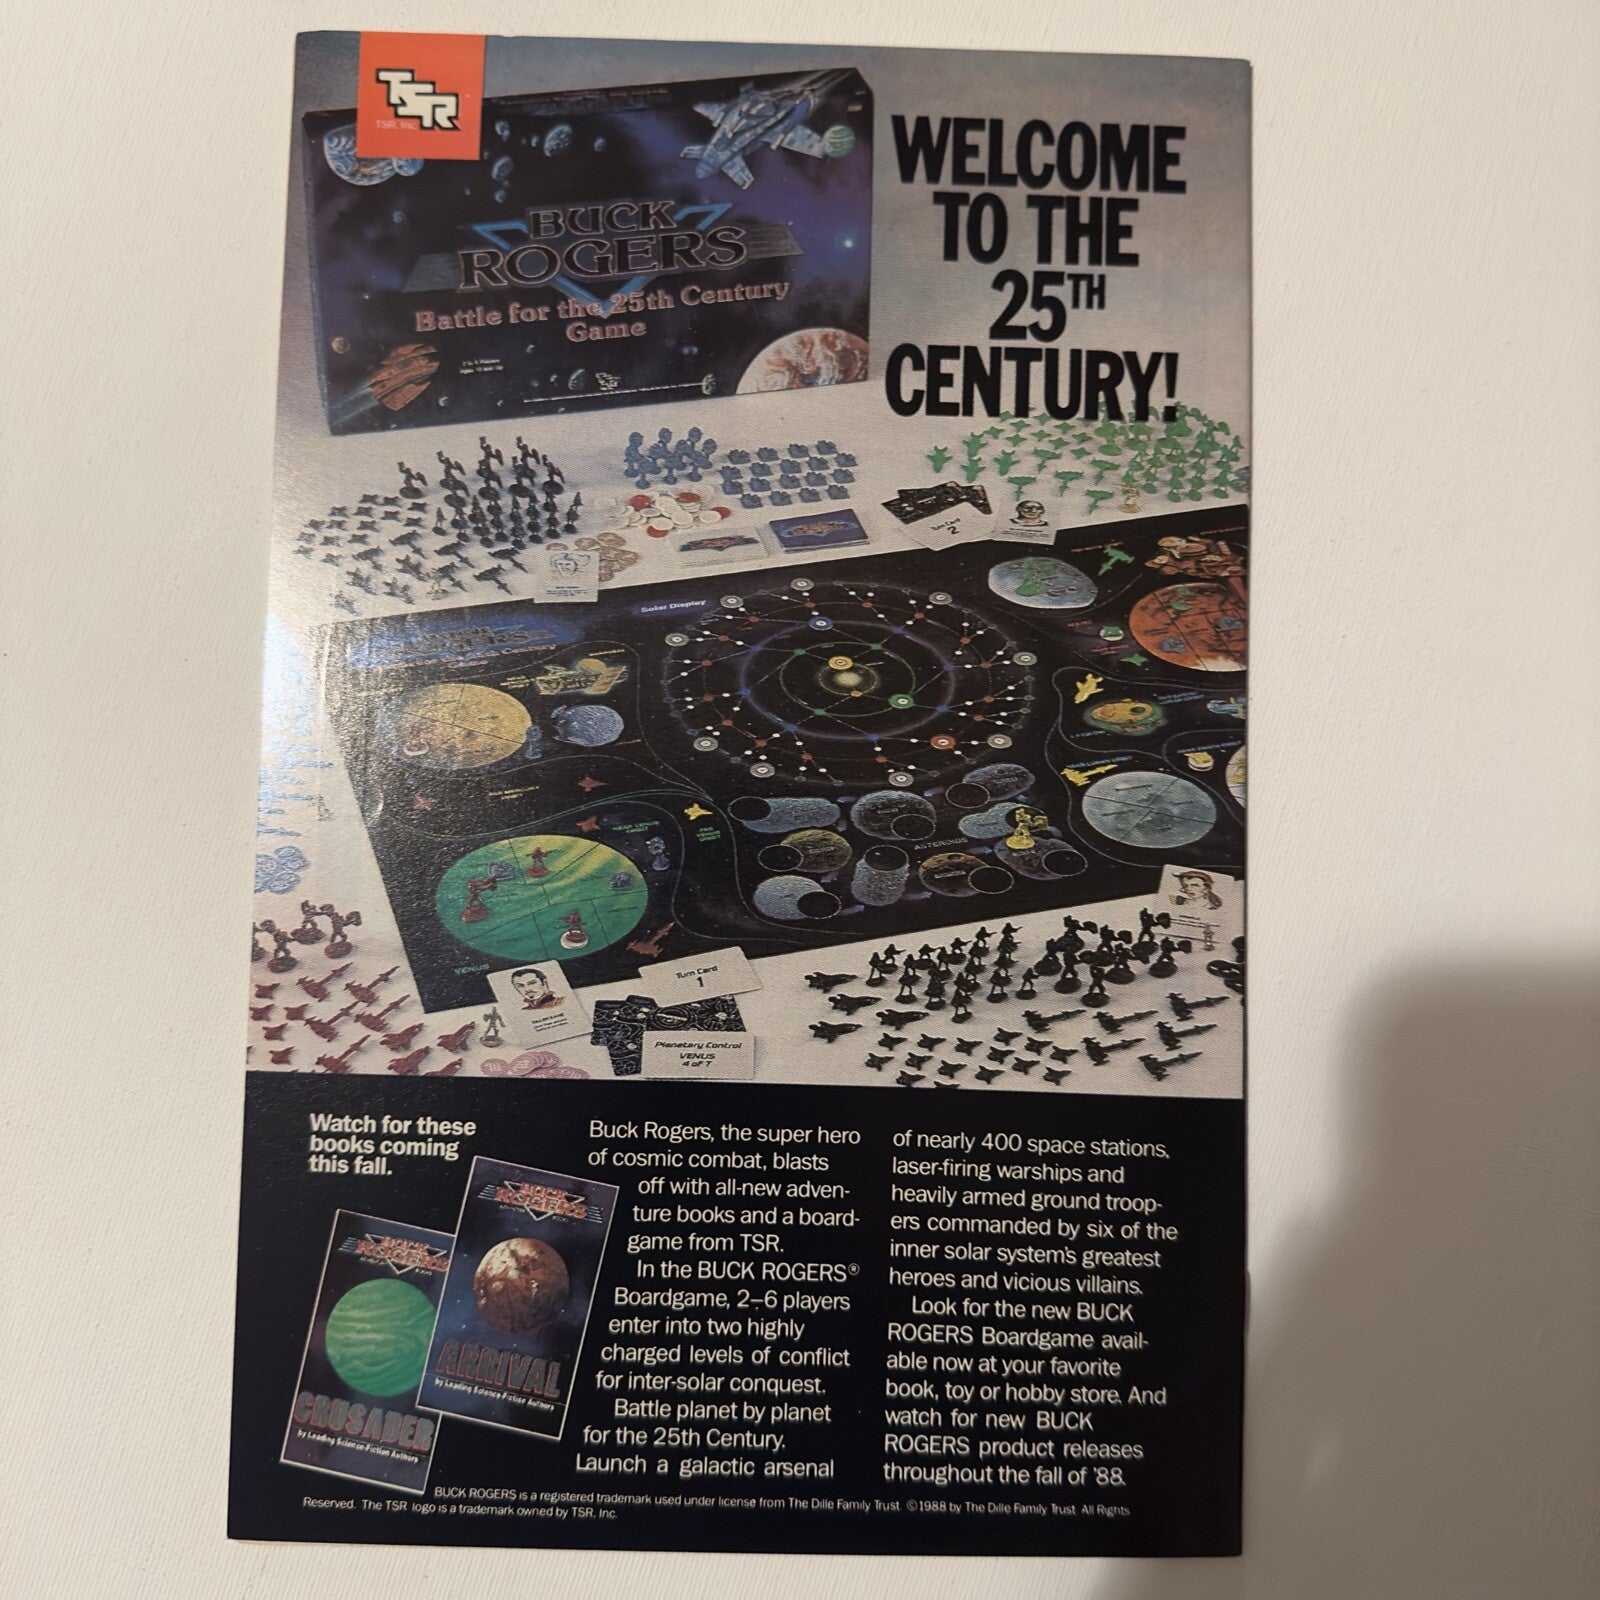 TSR
TSR, Inc.
BUCK
ROGERS
Battle for the 25th Century
Game
WELCOME
TO THE
25TH
CENTURY!
Turn Card
2
Solar Display
ASTEROIDS
VENUS
Turn Card
1
Planetary Control
VENUS
4 of 7
Watch for these
books coming
this fall.
BUCK
ROGERS
ARRIVAL
by Leading Science-Fiction Authors
BUCK
ROGERS
CRUSADER
by Leading Science-Fiction Authors
Buck Rogers, the super hero
of cosmic combat, blasts
off with all-new adven-
ture books and a board-
game from TSR.
In the BUCK ROGERS®
Boardgame, 2–6 players
enter into two highly
charged levels of conflict
for inter-solar conquest.
Battle planet by planet
for the 25th Century.
Launch a galactic arsenal
of nearly 400 space stations,
laser-firing warships and
heavily armed ground troop-
ers commanded by six of the
inner solar system's greatest
heroes and vicious villains.
Look for the new BUCK
ROGERS Boardgame avail-
able now at your favorite
book, toy or hobby store. And
watch for new BUCK
ROGERS product releases
throughout the fall of '88.
BUCK ROGERS is a registered trademark used under license from The Dille Family Trust. ©1988 by The Dille Family Trust. All Rights
Reserved. The TSR logo is a trademark owned by TSR, Inc.